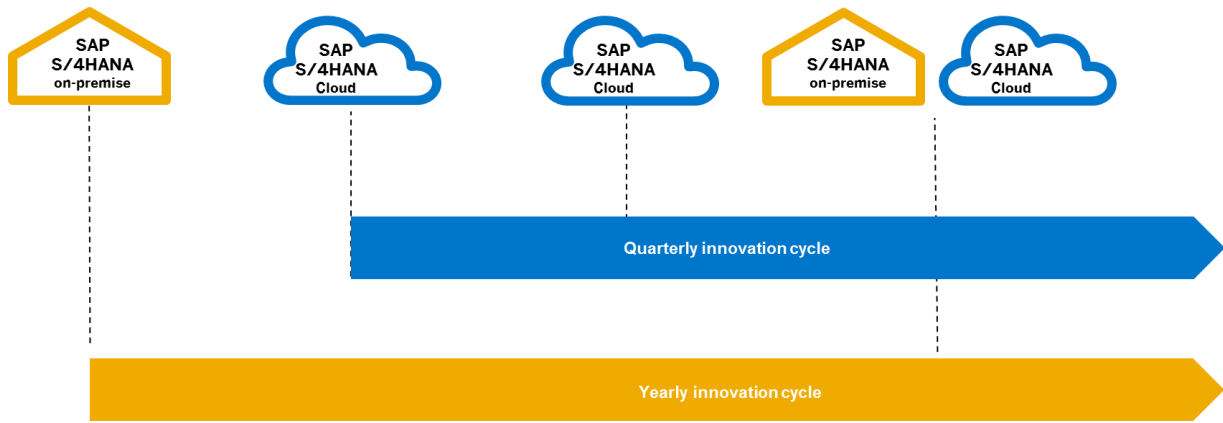 SAP
S/4HANA
on-premise
SAP
S/4HANA
Cloud
SAP
S/4HANA
Cloud
SAP
S/4HANA
on-premise
SAP
S/4HANA
Cloud
Quarterly innovation cycle
Yearly innovation cycle